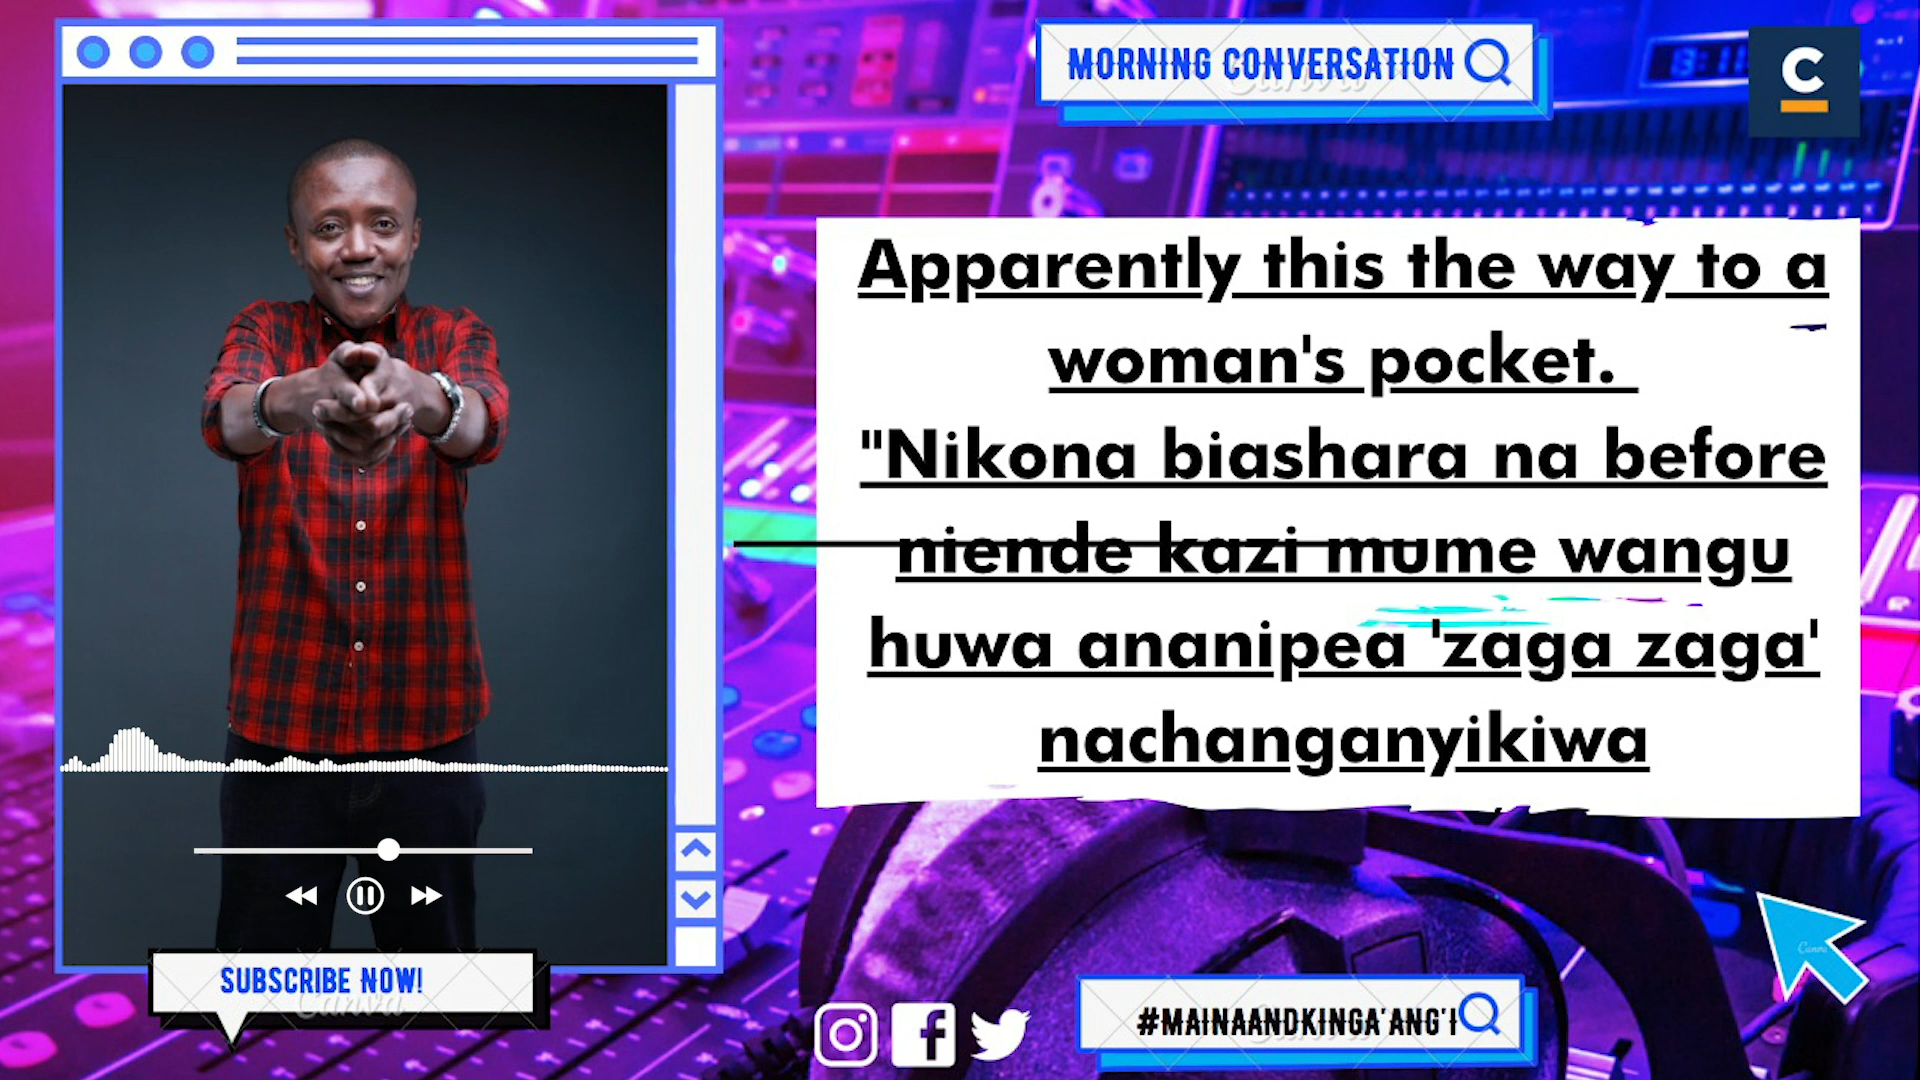 MORNING CONVERSATION
C
Apparently this the way to a
woman's pocket.
"Nikona biashara na before
niende kazi mume wangu
huwa ananipea 'zaga zaga'
nachanganyikiwa
SUBSCRIBE NOW!
Canva
#MAINAANDKINGA'ANG'I